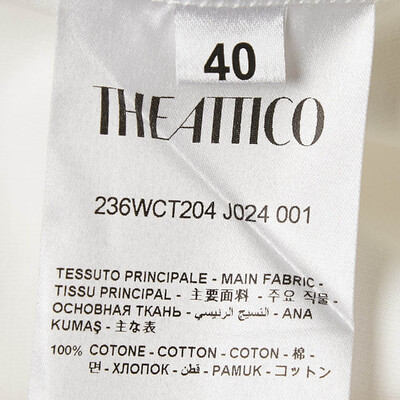 40
THE ATTICO
236WCT204 J024 001
TESSUTO PRINCIPALE - MAIN FABRIC -
TISSU PRINCIPAL - 主要面料 - 주요 직물 -
ОСНОВНАЯ ТКАНЬ - النسيج الرئيسي - ANA
KUMAŞ - 主な表
100% COTONE - COTTON - COTON - 棉 -
면 - ХЛОПОК - قطن - PAMUK - コットン